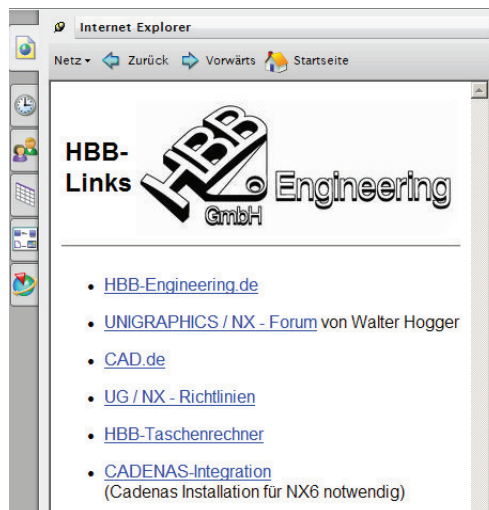 Internet Explorer
Netz Zurück Vorwärts Startseite
HBB-
Links
HBB
Engineering
GmbH
HBB-Engineering.de
UNIGRAPHICS / NX - Forum von Walter Hogger
CAD.de
UG / NX - Richtlinien
HBB-Taschenrechner
CADENAS-Integration
(Cadenas Installation für NX6 notwendig)